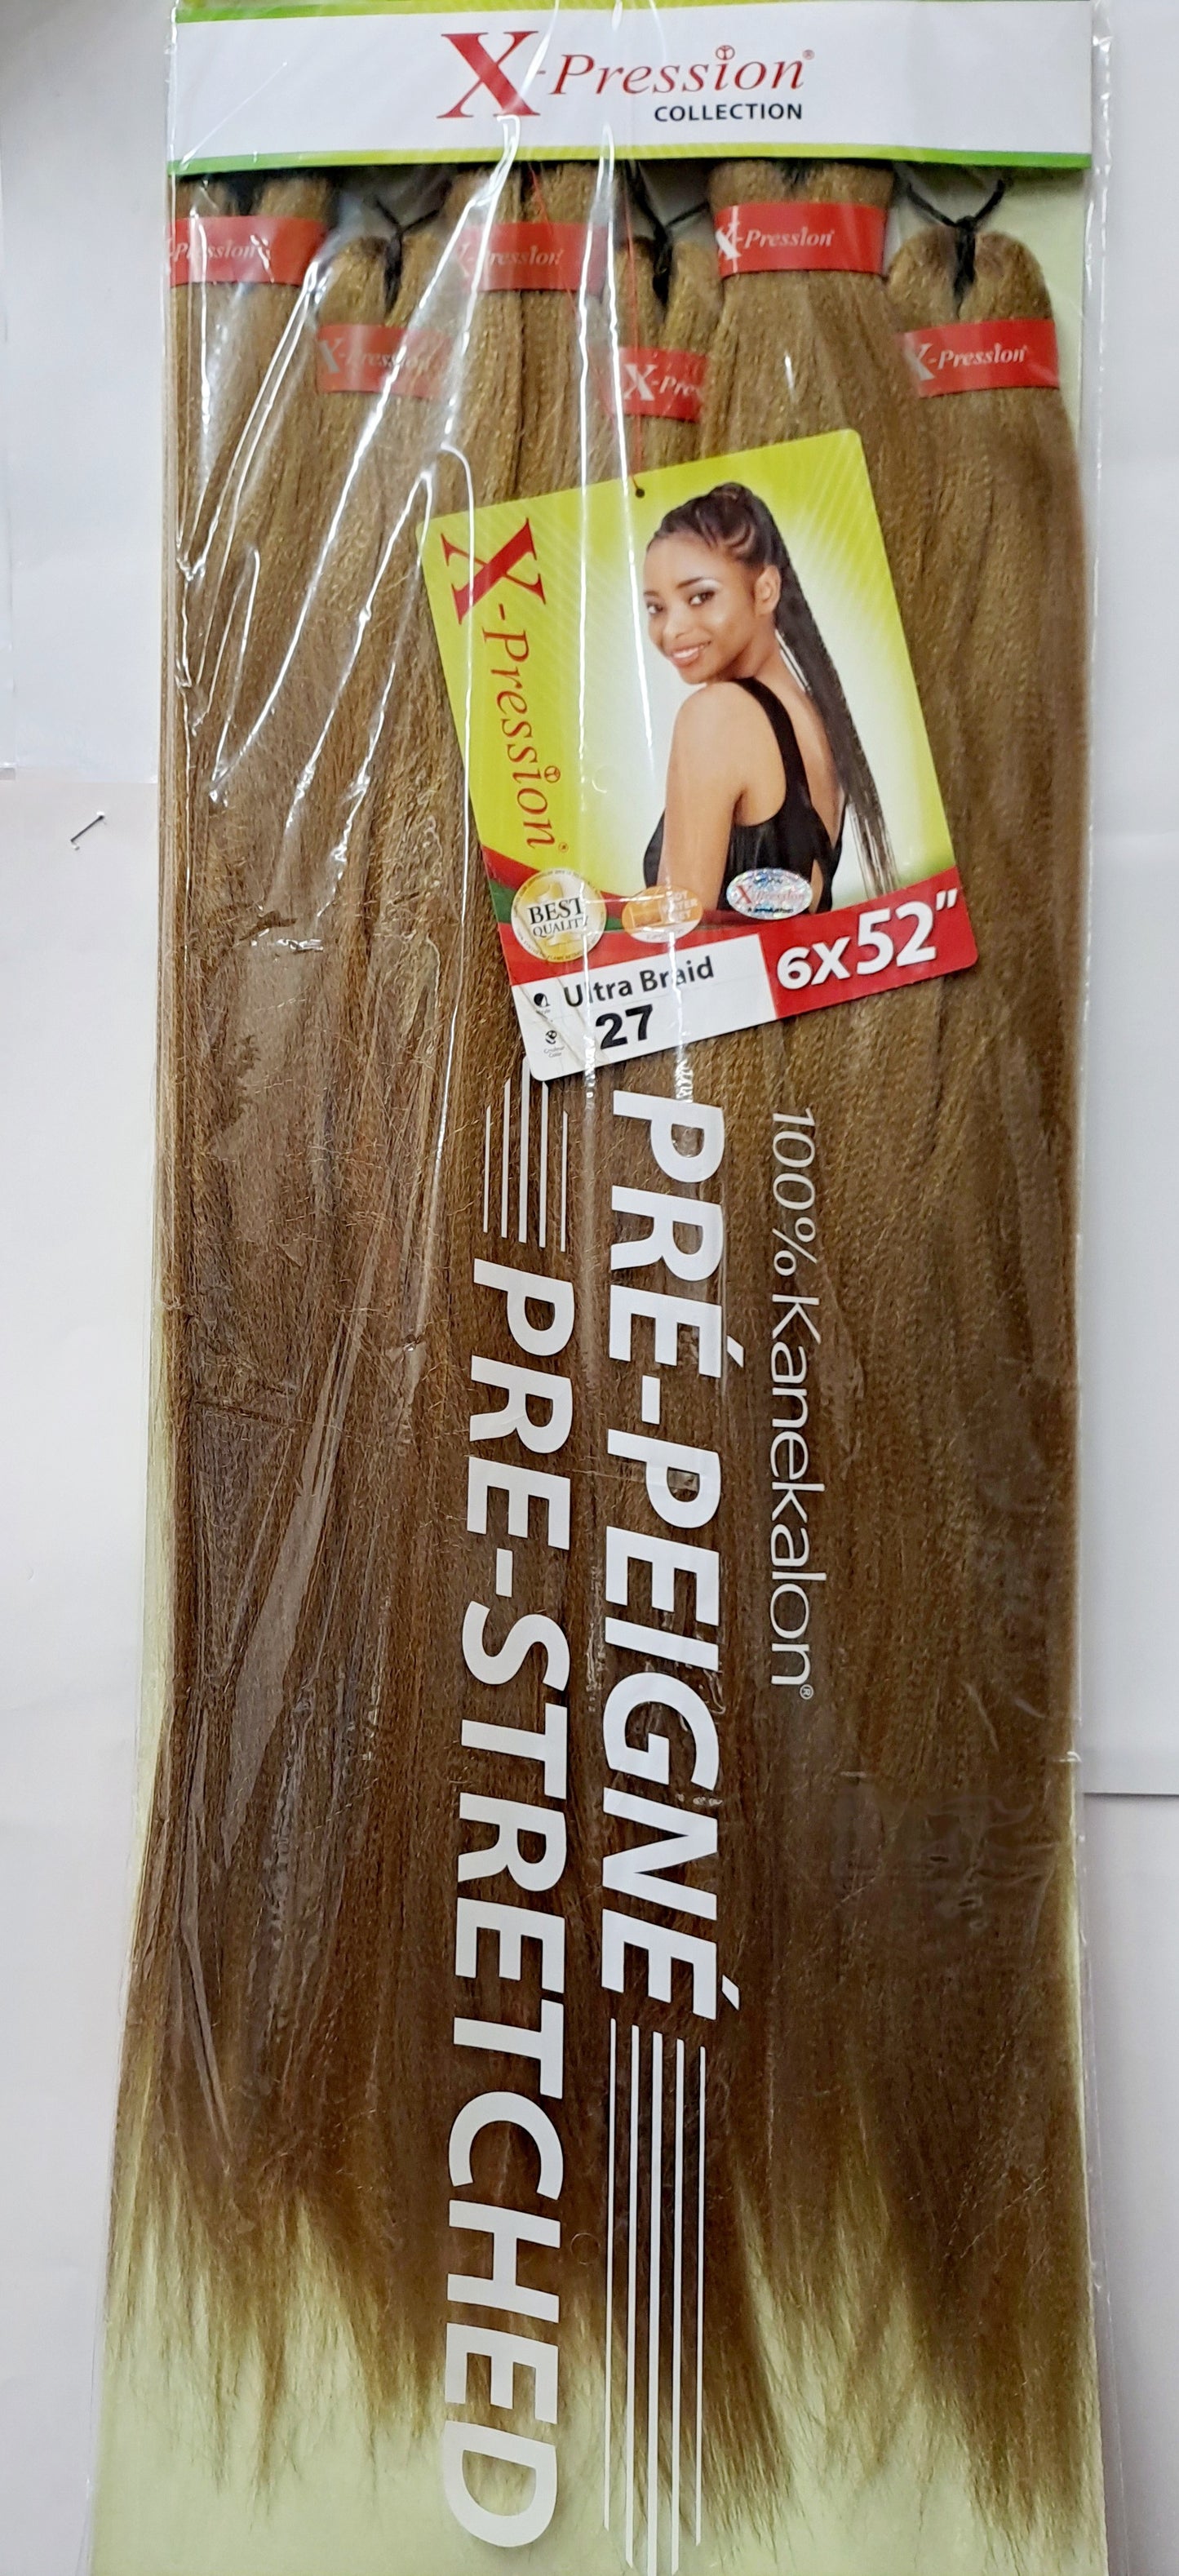 X-Pression®
COLLECTION
X-Pression
X-Pression
X-Pression
X-Pression
X-Pres
X-Pression
X-Pression®
BEST
QUALITY
Ultra Braid
27
6X52"
100% Kanekalon®
PRÉ-PEIGNÉ
PRE-STRETCHED